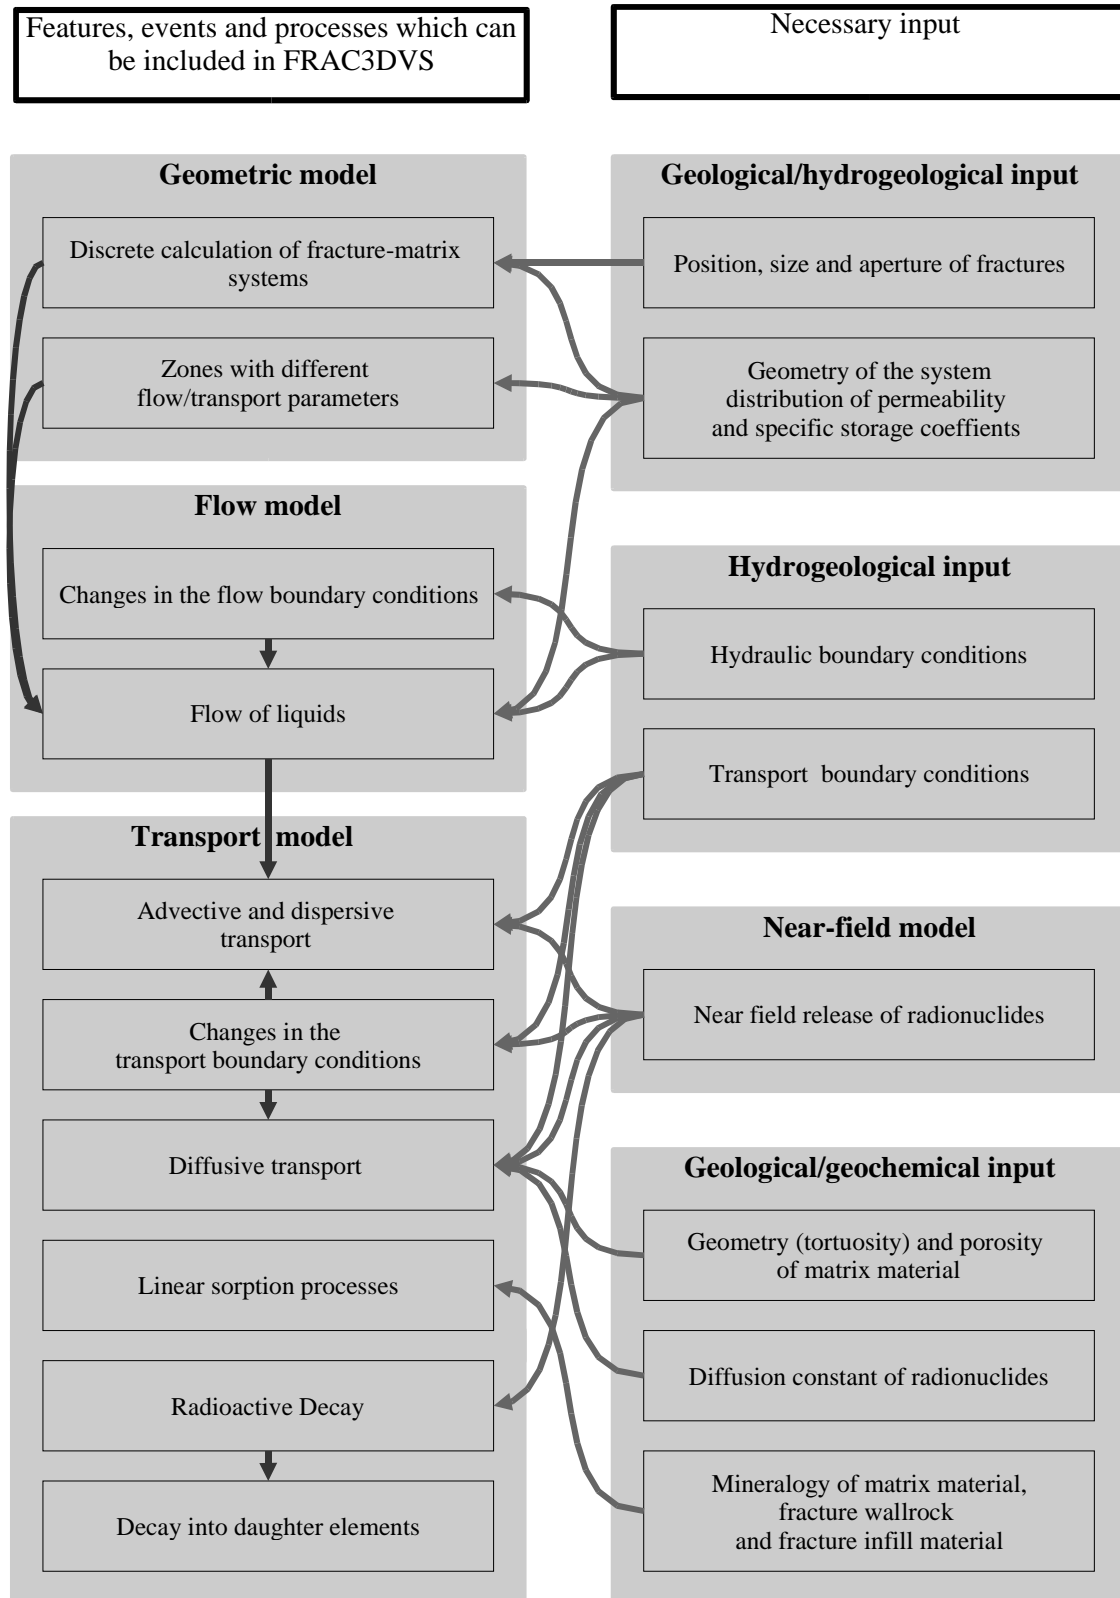 Features, events and processes which can
be included in FRAC3DVS
Necessary input
Geometric model
Discrete calculation of fracture-matrix
systems
Zones with different
flow/transport parameters
Flow model
Changes in the flow boundary conditions
Flow of liquids
Transport model
Advective and dispersive
transport
Changes in the
transport boundary conditions
Diffusive transport
Linear sorption processes
Radioactive Decay
Decay into daughter elements
Geological/hydrogeological input
Position, size and aperture of fractures
Geometry of the system
distribution of permeability
and specific storage coeffients
Hydrogeological input
Hydraulic boundary conditions
Transport boundary conditions
Near-field model
Near field release of radionuclides
Geological/geochemical input
Geometry (tortuosity) and porosity
of matrix material
Diffusion constant of radionuclides
Mineralogy of matrix material,
fracture wallrock
and fracture infill material